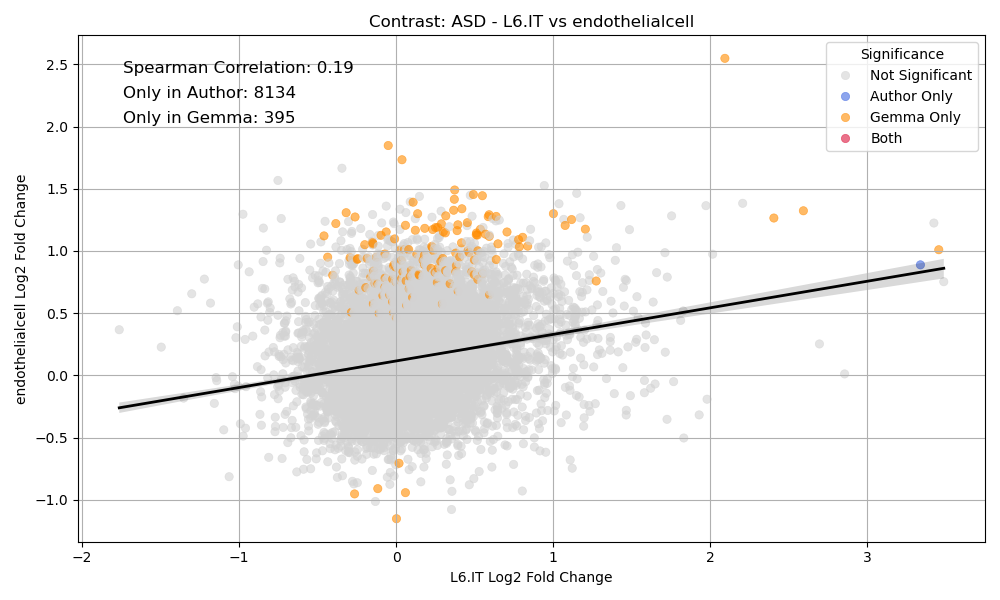 Contrast: ASD - L6.IT vs endothelialcell
Spearman Correlation: 0.19
Only in Author: 8134
Only in Gemma: 395
Significance
Not Significant
Author Only
Gemma Only
Both
2.5
2.0
1.5
1.0
0.5
0.0
−0.5
−1.0
endothelialcell Log2 Fold Change
−2
−1
0
1
2
3
L6.IT Log2 Fold Change